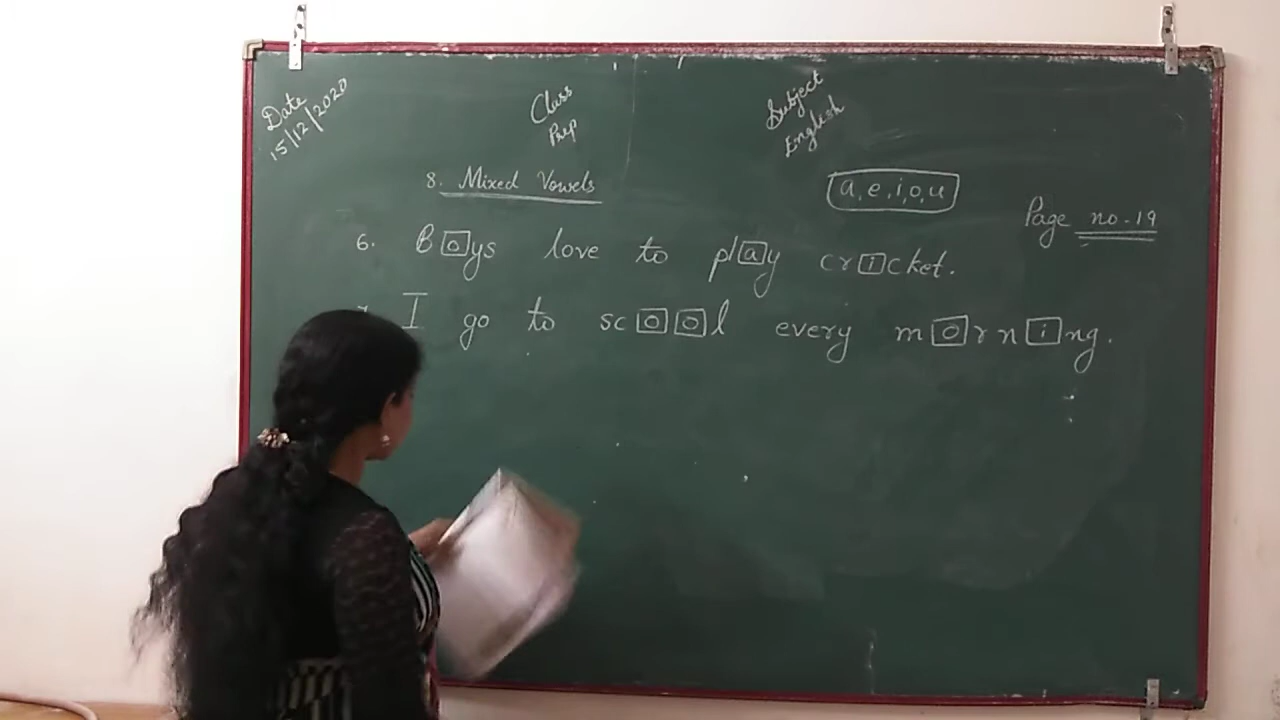 Date
15/12/2020
Class
Prep
Subject
English
8. Mixed Vowels
a, e, i, o, u
Page no-19
6. Boys love to play cricket.
I go to scool every morning.